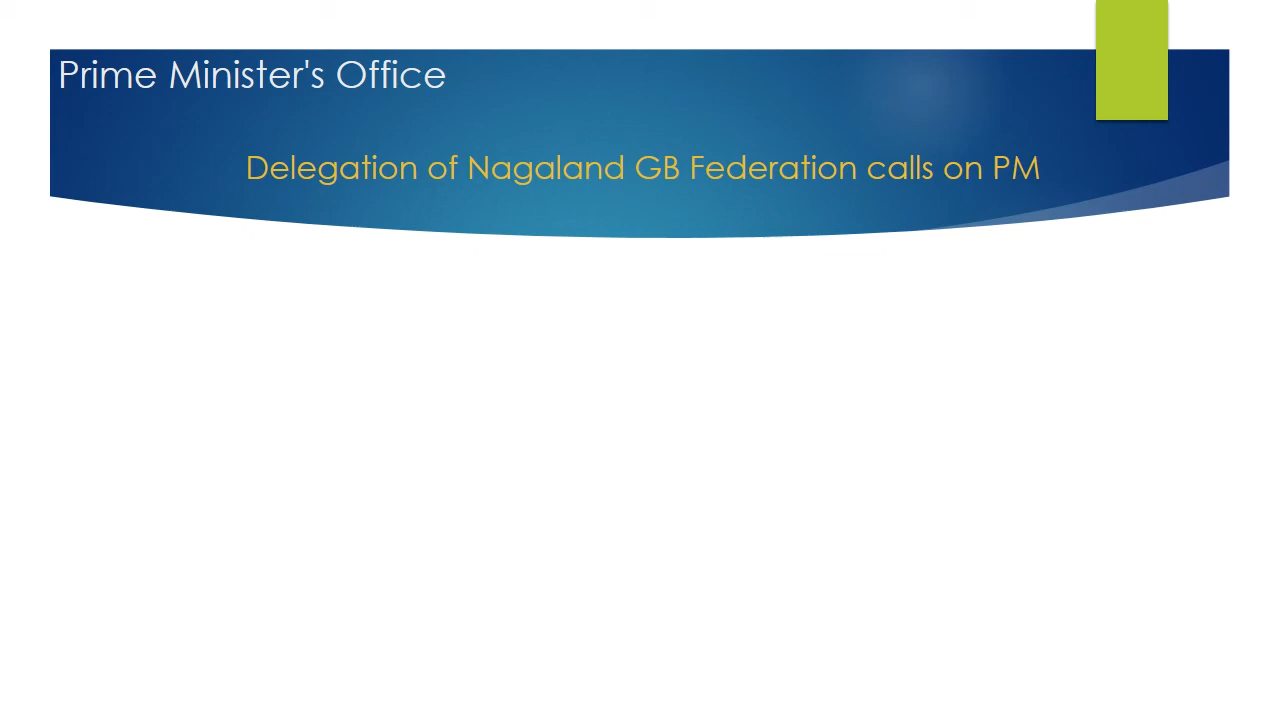 Prime Minister's Office
Delegation of Nagaland GB Federation calls on PM